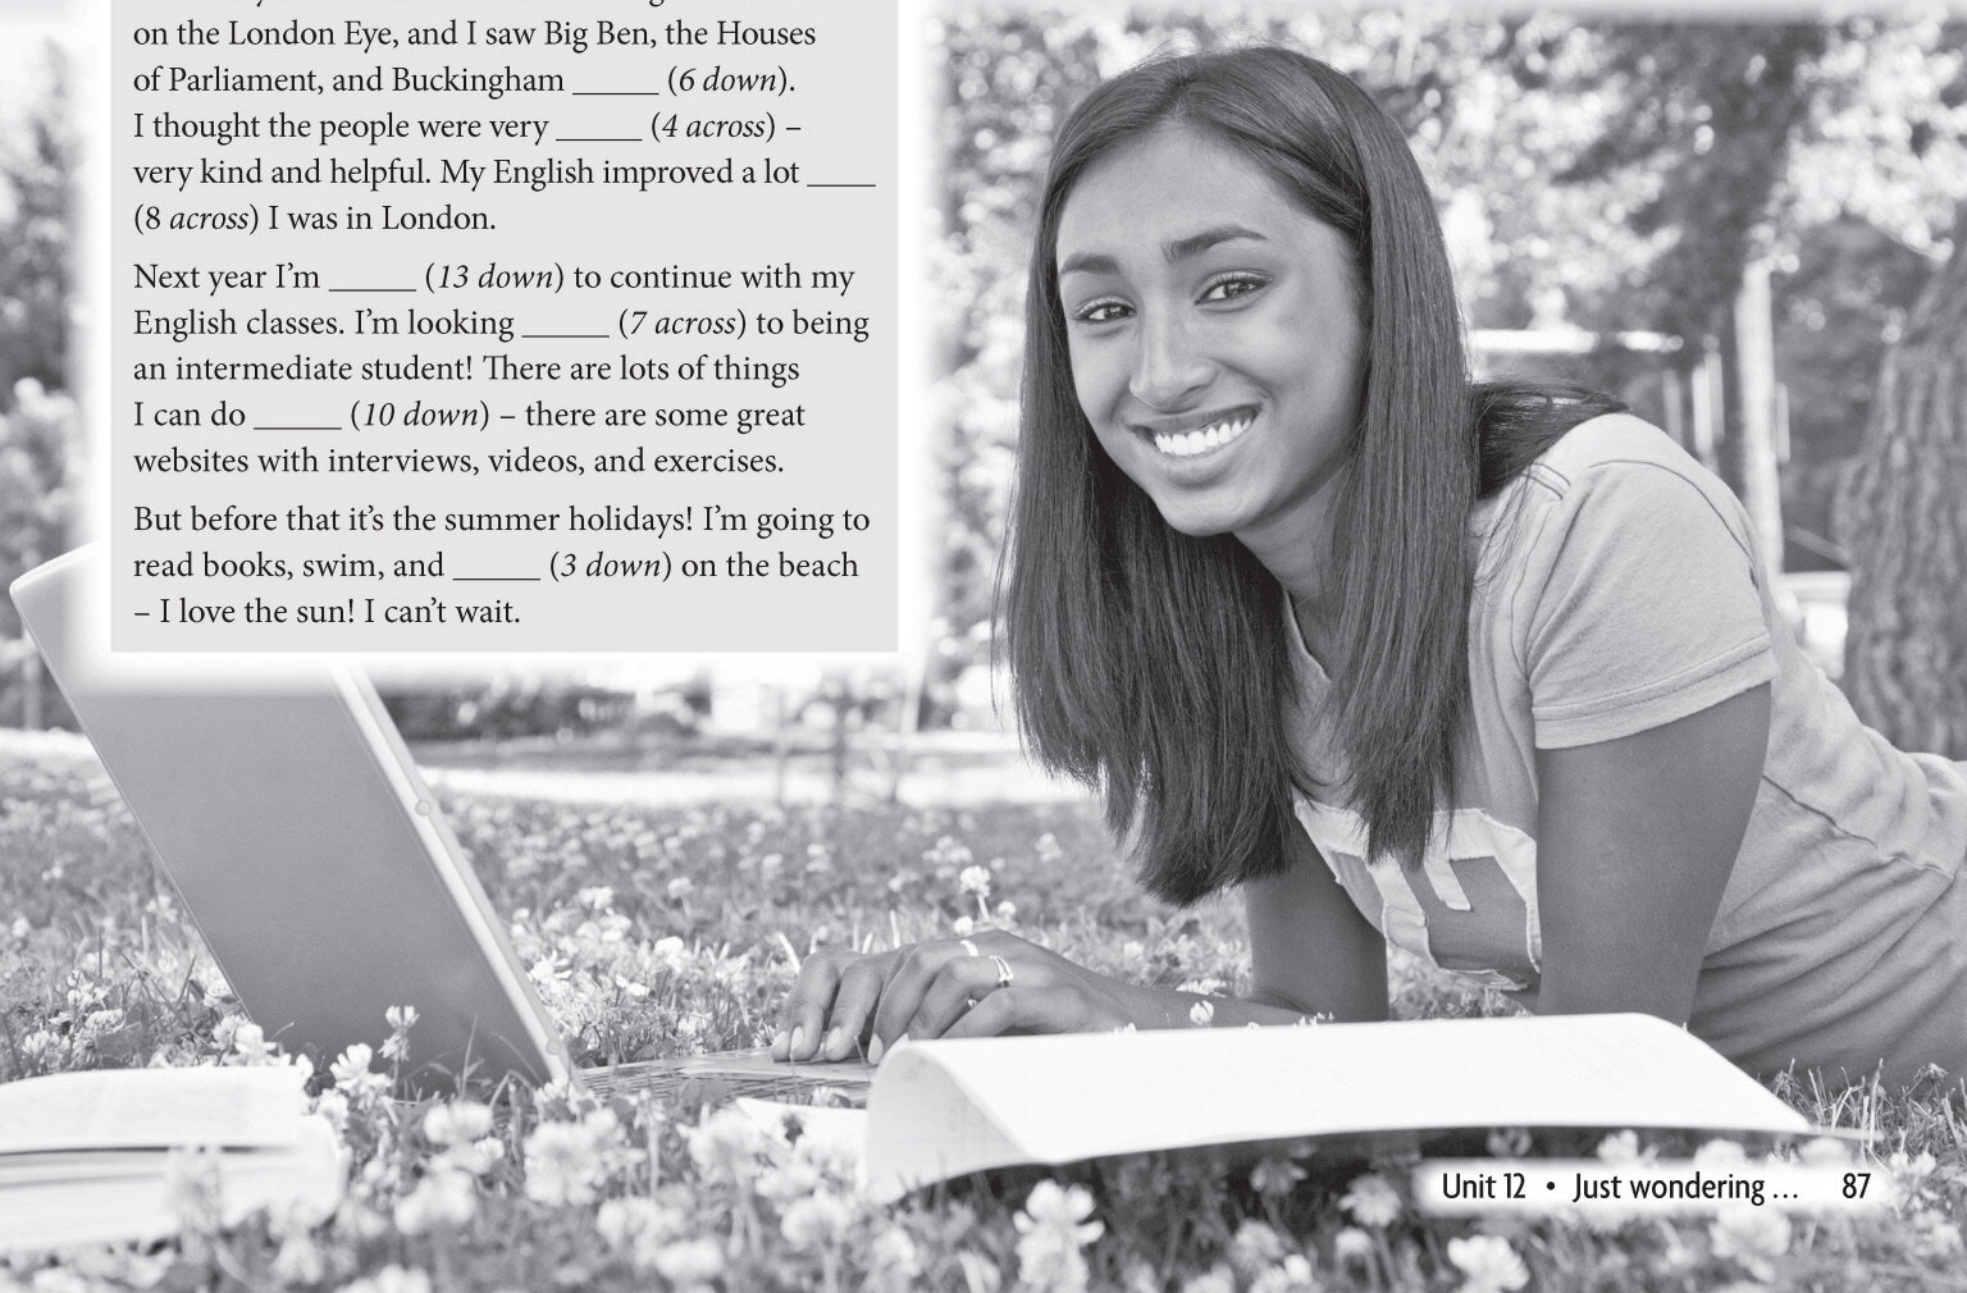 on the London Eye, and I saw Big Ben, the Houses
of Parliament, and Buckingham _____ (6 down).
I thought the people were very _____ (4 across) –
very kind and helpful. My English improved a lot ____
(8 across) I was in London.
Next year I'm _____ (13 down) to continue with my
English classes. I'm looking _____ (7 across) to being
an intermediate student! There are lots of things
I can do _____ (10 down) – there are some great
websites with interviews, videos, and exercises.
But before that it's the summer holidays! I'm going to
read books, swim, and _____ (3 down) on the beach
– I love the sun! I can't wait.
Unit 12 • Just wondering … 87